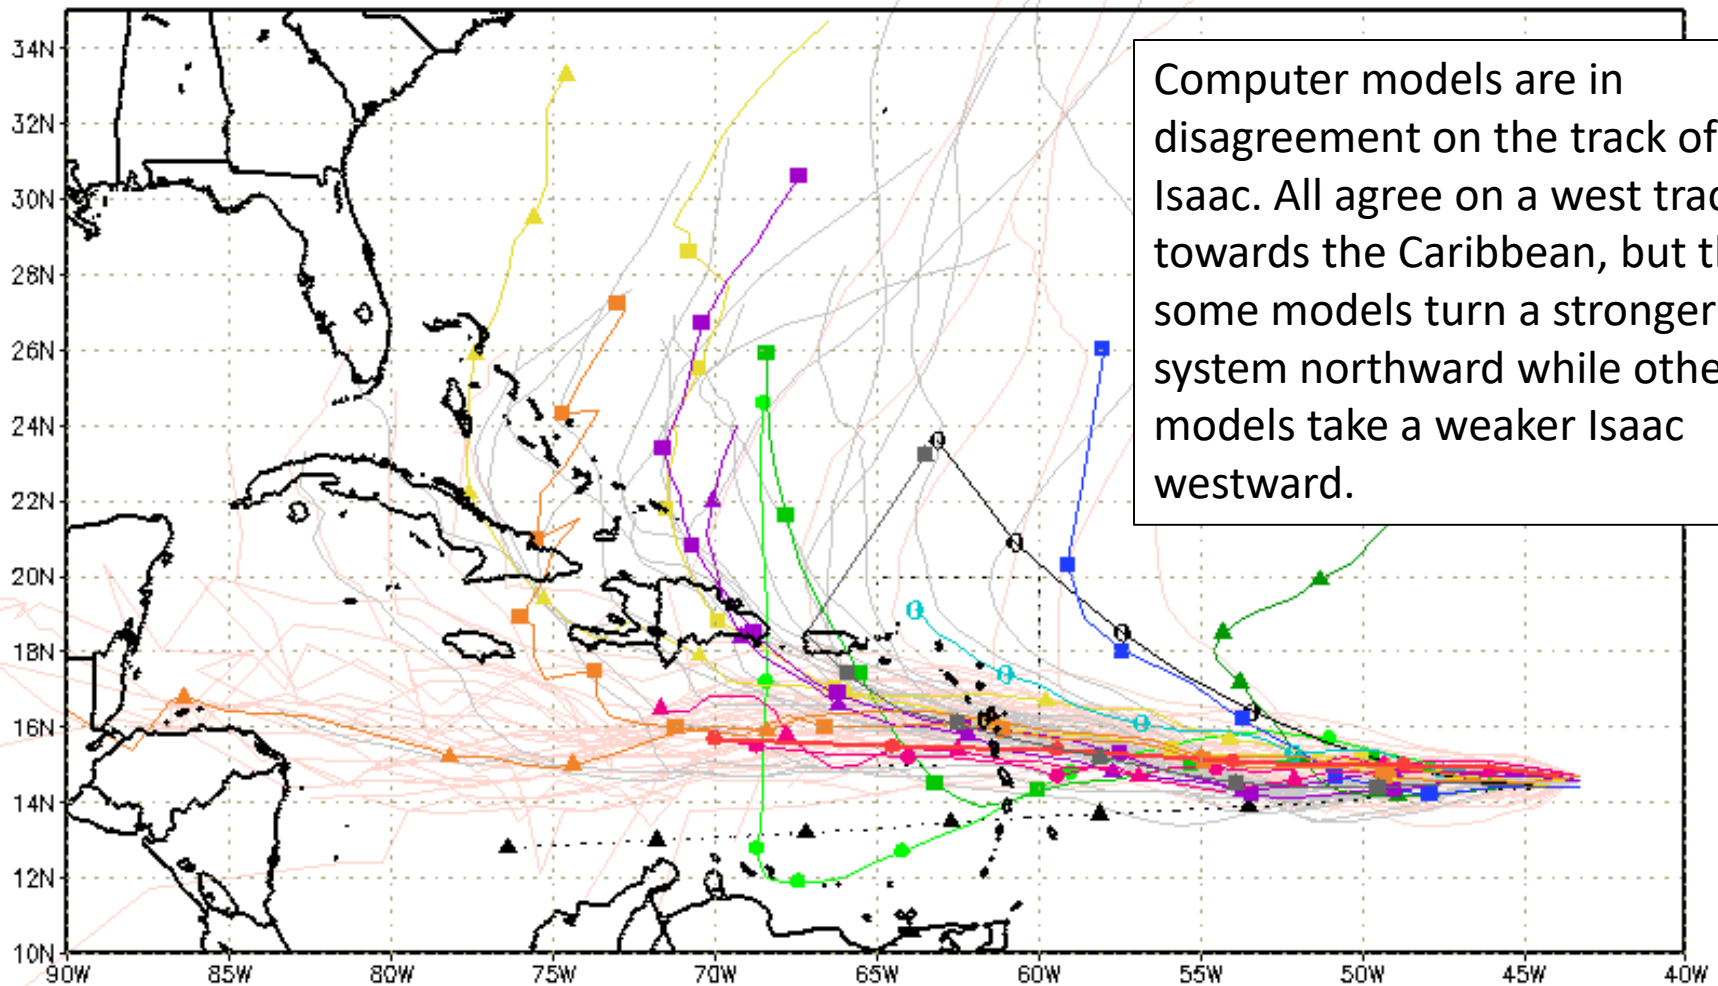 34N
32N
30N
28N
26N
24N
22N
20N
18N
16N
14N
12N
10N
90W 85W 80W 75W 70W 65W 60W 55W 50W 45W 40W
Computer models are in
disagreement on the track of
Isaac. All agree on a west trac
towards the Caribbean, but th
some models turn a stronger
system northward while othe
models take a weaker Isaac
westward.